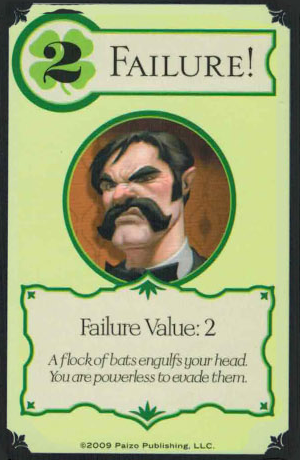 2 FAILURE!
Failure Value: 2
A flock of bats engulfs your head.
You are powerless to evade them.
©2009 Paizo Publishing, LLC.